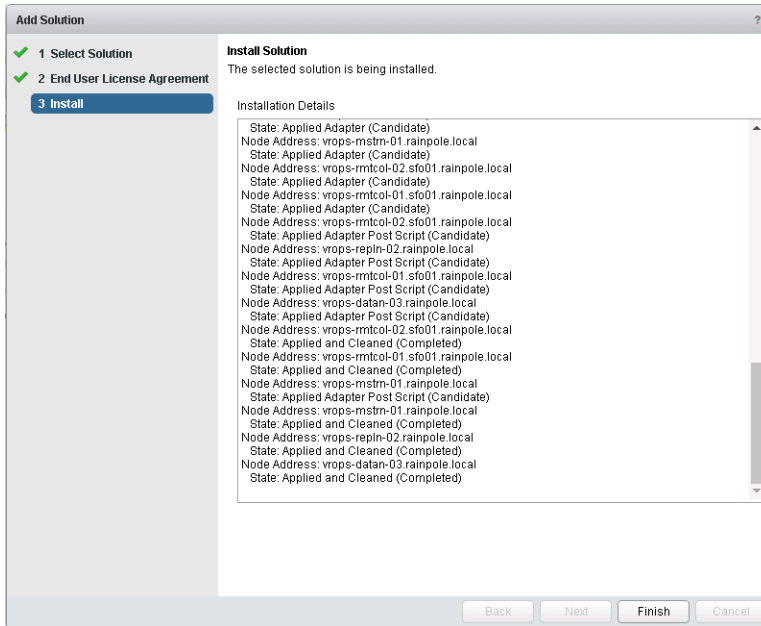 Add Solution
?
1 Select Solution
2 End User License Agreement
3 Install
Install Solution
The selected solution is being installed.
Installation Details
State: Applied Adapter (Candidate)
Node Address: vrops-mstrn-01.rainpole.local
State: Applied Adapter (Candidate)
Node Address: vrops-rmtcol-02.sfo01.rainpole.local
State: Applied Adapter (Candidate)
Node Address: vrops-rmtcol-01.sfo01.rainpole.local
State: Applied Adapter (Candidate)
Node Address: vrops-rmtcol-02.sfo01.rainpole.local
State: Applied Adapter Post Script (Candidate)
Node Address: vrops-repln-02.rainpole.local
State: Applied Adapter Post Script (Candidate)
Node Address: vrops-rmtcol-01.sfo01.rainpole.local
State: Applied Adapter Post Script (Candidate)
Node Address: vrops-datan-03.rainpole.local
State: Applied Adapter Post Script (Candidate)
Node Address: vrops-rmtcol-02.sfo01.rainpole.local
State: Applied and Cleaned (Completed)
Node Address: vrops-rmtcol-01.sfo01.rainpole.local
State: Applied and Cleaned (Completed)
Node Address: vrops-mstrn-01.rainpole.local
State: Applied Adapter Post Script (Candidate)
Node Address: vrops-mstrn-01.rainpole.local
State: Applied and Cleaned (Completed)
Node Address: vrops-repln-02.rainpole.local
State: Applied and Cleaned (Completed)
Node Address: vrops-datan-03.rainpole.local
State: Applied and Cleaned (Completed)
Back Next Finish Cancel